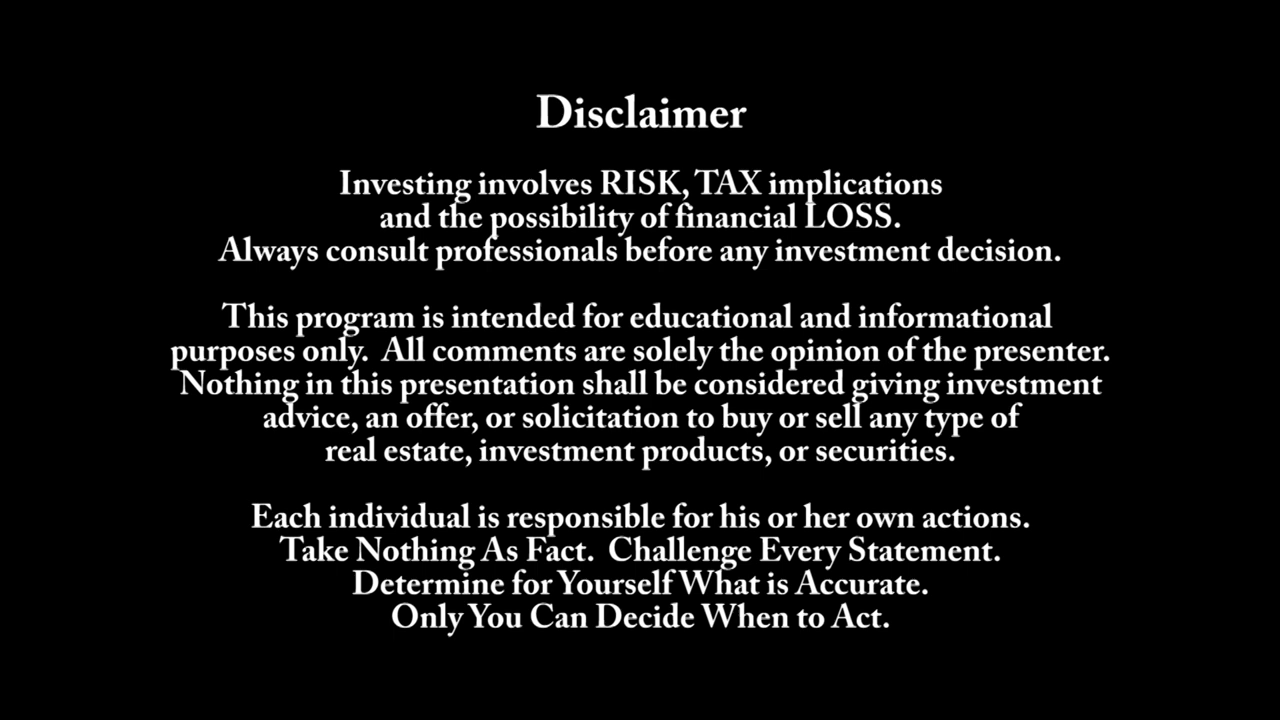 Disclaimer
Investing involves RISK, TAX implications
and the possibility of financial LOSS.
Always consult professionals before any investment decision.
This program is intended for educational and informational
purposes only.  All comments are solely the opinion of the presenter.
Nothing in this presentation shall be considered giving investment
advice, an offer, or solicitation to buy or sell any type of
real estate, investment products, or securities.
Each individual is responsible for his or her own actions.
Take Nothing As Fact.  Challenge Every Statement.
Determine for Yourself What is Accurate.
Only You Can Decide When to Act.